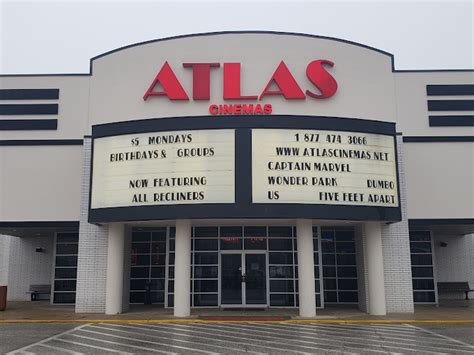 ATLAS
CINEMAS
$5 MONDAYS
BIRTHDAYS & GROUPS
NOW FEATURING
ALL RECLINERS
1 877 474 3066
WWW.ATLASCINEMAS.NET
CAPTAIN MARVEL
WONDER PARK RUMBO
US FIVE FEET APART